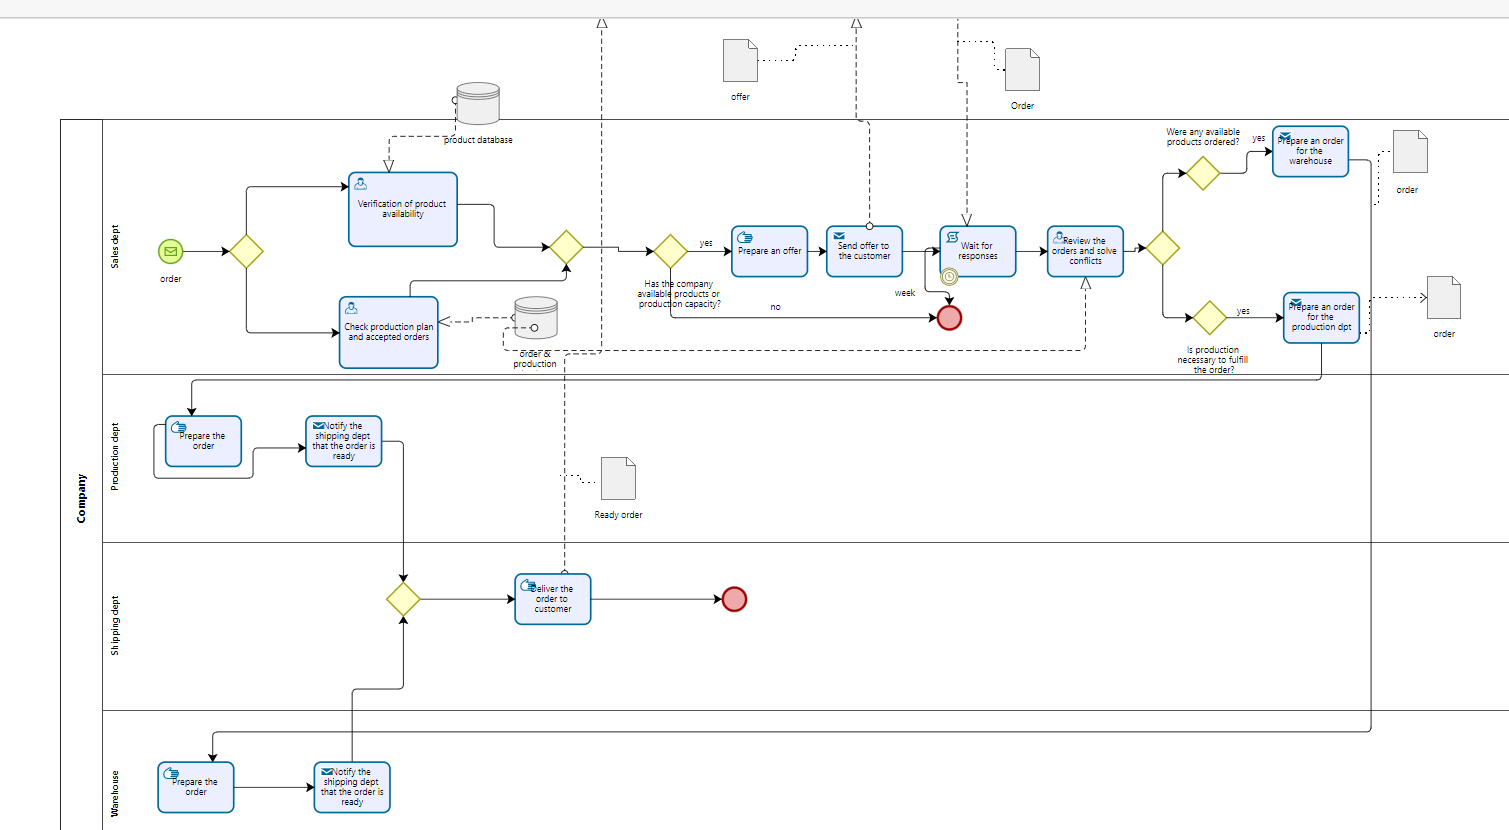 offer
Order
product database
Were any available
products ordered?
yes
Prepare an order
for the
warehouse
order
Company
Sales dept
order
Verification of product
availability
Check production plan
and accepted orders
order &
production
Has the company
available products or
production capacity?
yes
no
Prepare an offer
Send offer to
the customer
Wait for
responses
week
Review the
orders and solve
conflicts
Is production
necessary to fulfill
the order?
yes
Prepare an order
for the
production dpt
order
Production dept
Prepare the
order
Notify the
shipping dept
that the order is
ready
Ready order
Shipping dept
Deliver the
order to
customer
Warehouse
Prepare the
order
Notify the
shipping dept
that the order is
ready